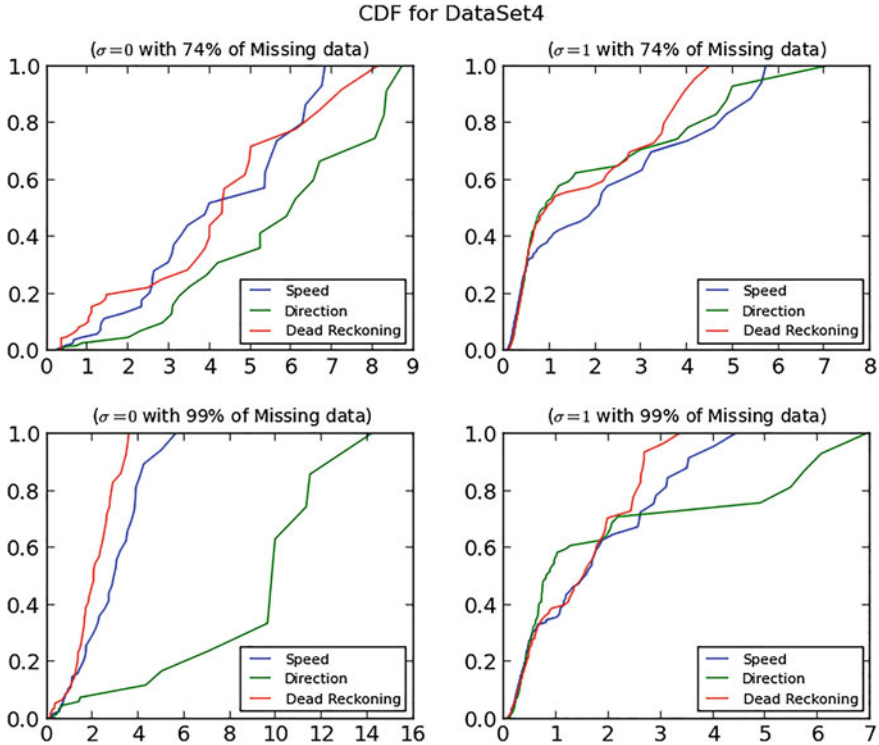 CDF for DataSet4
(σ=0 with 74% of Missing data)
1.0
0.8
0.6
0.4
0.2
0.0
0 1 2 3 4 5 6 7 8 9
Speed
Direction
Dead Reckoning
(σ=1 with 74% of Missing data)
1.0
0.8
0.6
0.4
0.2
0.0
0 1 2 3 4 5 6 7 8
Speed
Direction
Dead Reckoning
(σ=0 with 99% of Missing data)
1.0
0.8
0.6
0.4
0.2
0.0
0 2 4 6 8 10 12 14 16
Speed
Direction
Dead Reckoning
(σ=1 with 99% of Missing data)
1.0
0.8
0.6
0.4
0.2
0.0
0 1 2 3 4 5 6 7
Speed
Direction
Dead Reckoning